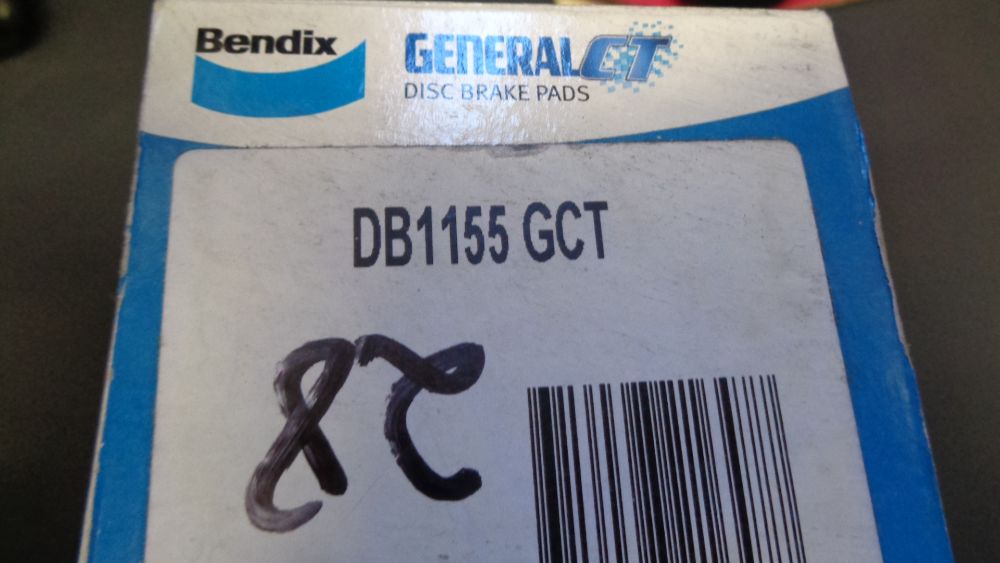 Bendix
GENERAL CT
DISC BRAKE PADS
DB1155 GCT